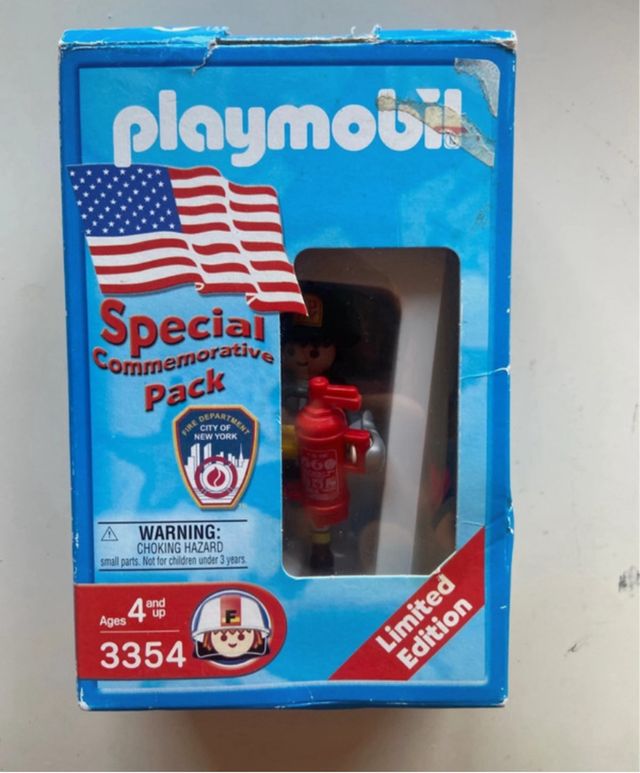 playmobil
Special
Commemorative
Pack
FIRE DEPARTMENT
CITY OF
NEW YORK
WARNING:
CHOKING HAZARD
small parts. Not for children under 3 years.
Ages 4 and up
3354
F
Limited
Edition